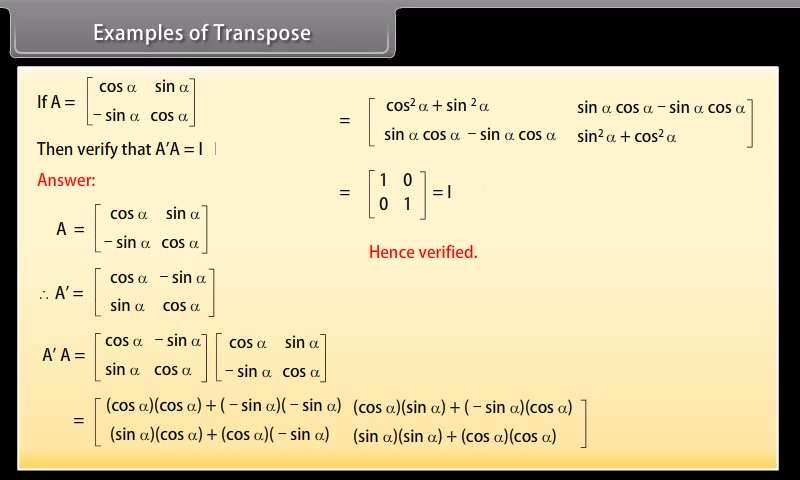 Examples of Transpose
If A = [ cos α sin α
− sin α cos α ]
Then verify that A′A = I
Answer:
A = [ cos α sin α
− sin α cos α ]
∴ A′ = [ cos α − sin α
sin α cos α ]
A′ A = [ cos α − sin α
sin α cos α ] [ cos α sin α
− sin α cos α ]
= [ (cos α)(cos α) + ( − sin α)( − sin α) (cos α)(sin α) + ( − sin α)(cos α)
(sin α)(cos α) + (cos α)( − sin α) (sin α)(sin α) + (cos α)(cos α) ]
= [ cos² α + sin ² α sin α cos α − sin α cos α
sin α cos α − sin α cos α sin² α + cos² α ]
= [ 1 0
0 1 ] = I
Hence verified.